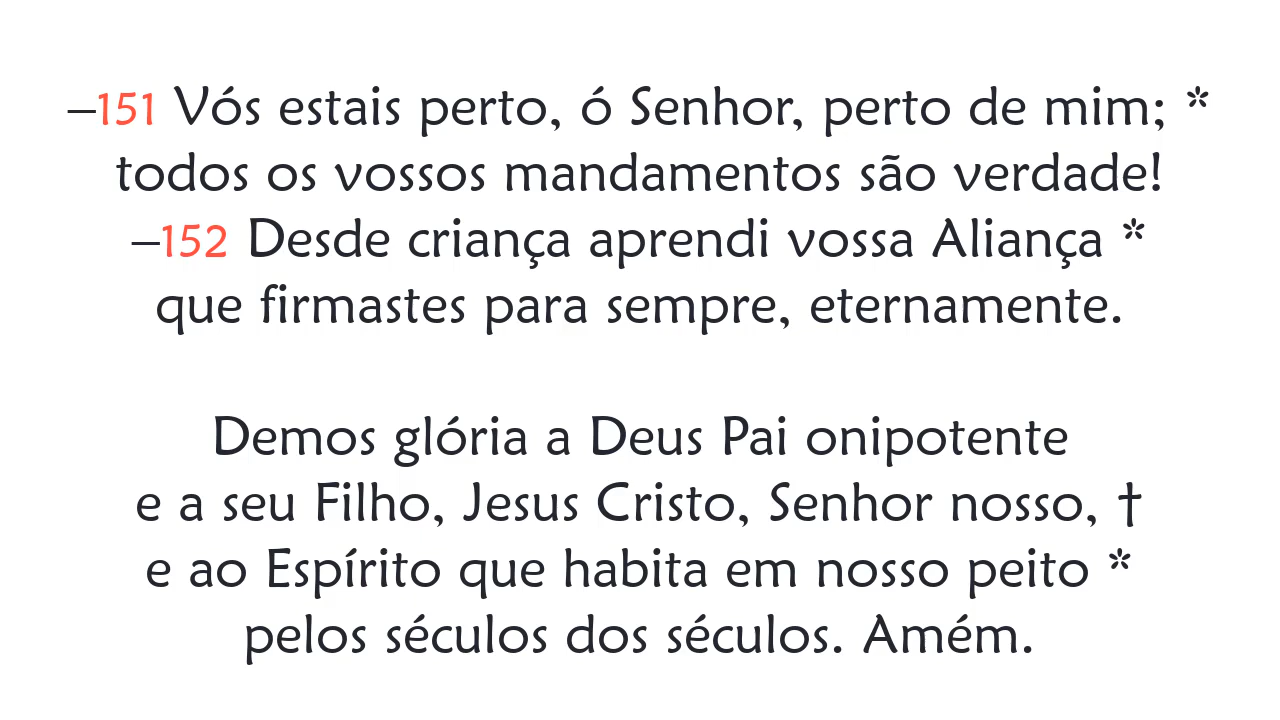 –151 Vós estais perto, ó Senhor, perto de mim; *
todos os vossos mandamentos são verdade!
–152 Desde criança aprendi vossa Aliança *
que firmastes para sempre, eternamente.
Demos glória a Deus Pai onipotente
e a seu Filho, Jesus Cristo, Senhor nosso, †
e ao Espírito que habita em nosso peito *
pelos séculos dos séculos. Amém.